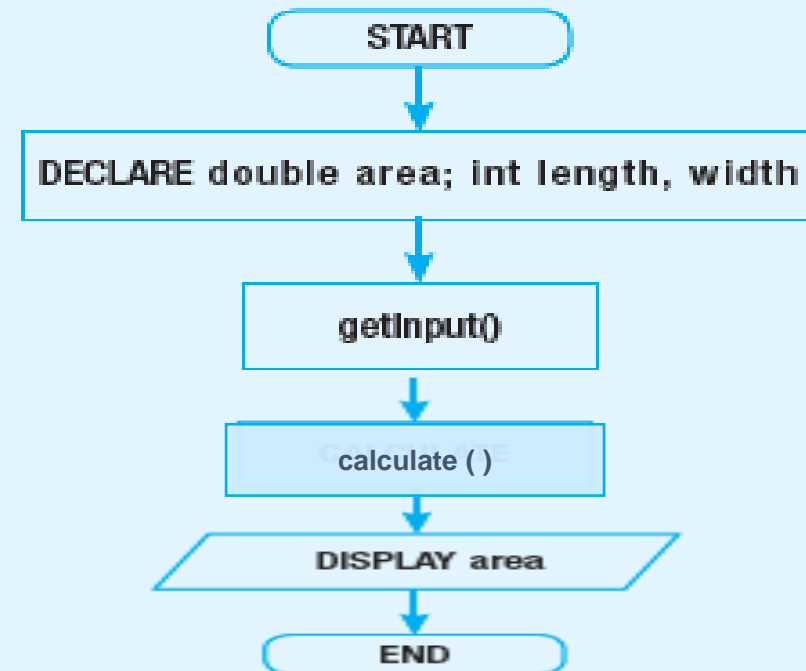 START
DECLARE double area; int length, width
getInput()
calculate ( )
DISPLAY area
END